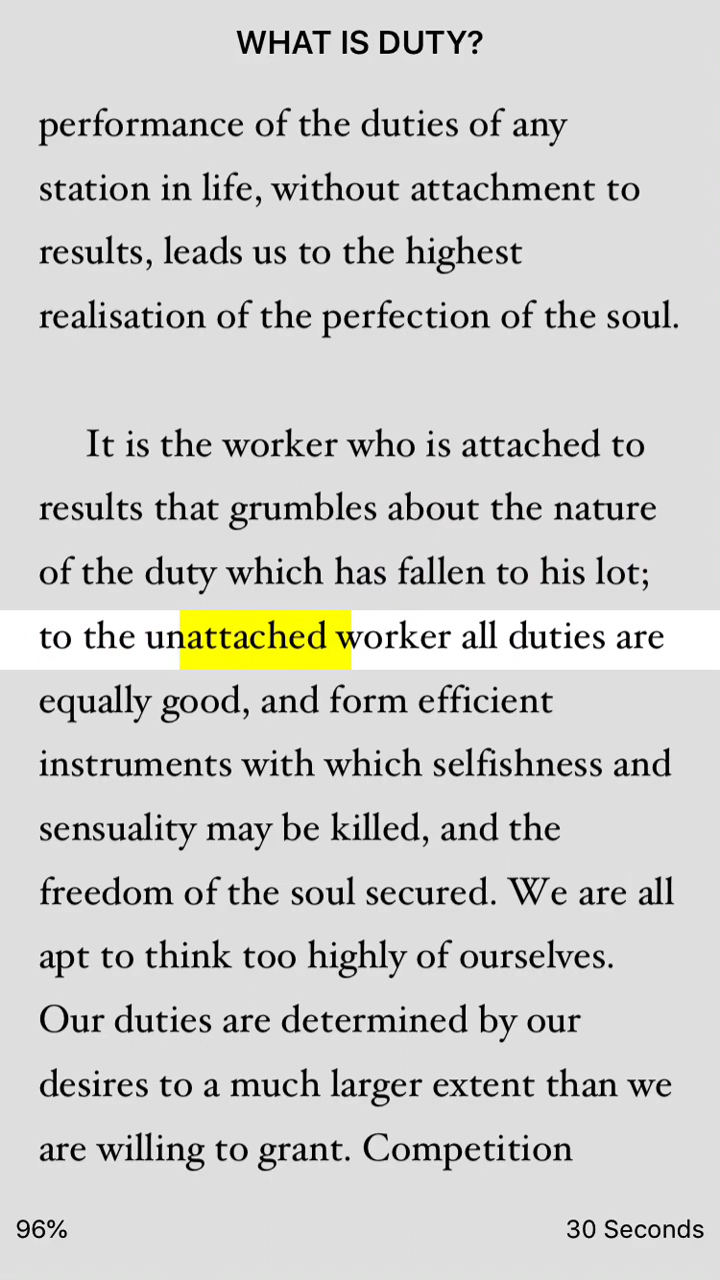 WHAT IS DUTY?
performance of the duties of any
station in life, without attachment to
results, leads us to the highest
realisation of the perfection of the soul.
It is the worker who is attached to
results that grumbles about the nature
of the duty which has fallen to his lot;
to the unattached worker all duties are
equally good, and form efficient
instruments with which selfishness and
sensuality may be killed, and the
freedom of the soul secured. We are all
apt to think too highly of ourselves.
Our duties are determined by our
desires to a much larger extent than we
are willing to grant. Competition
96%
30 Seconds